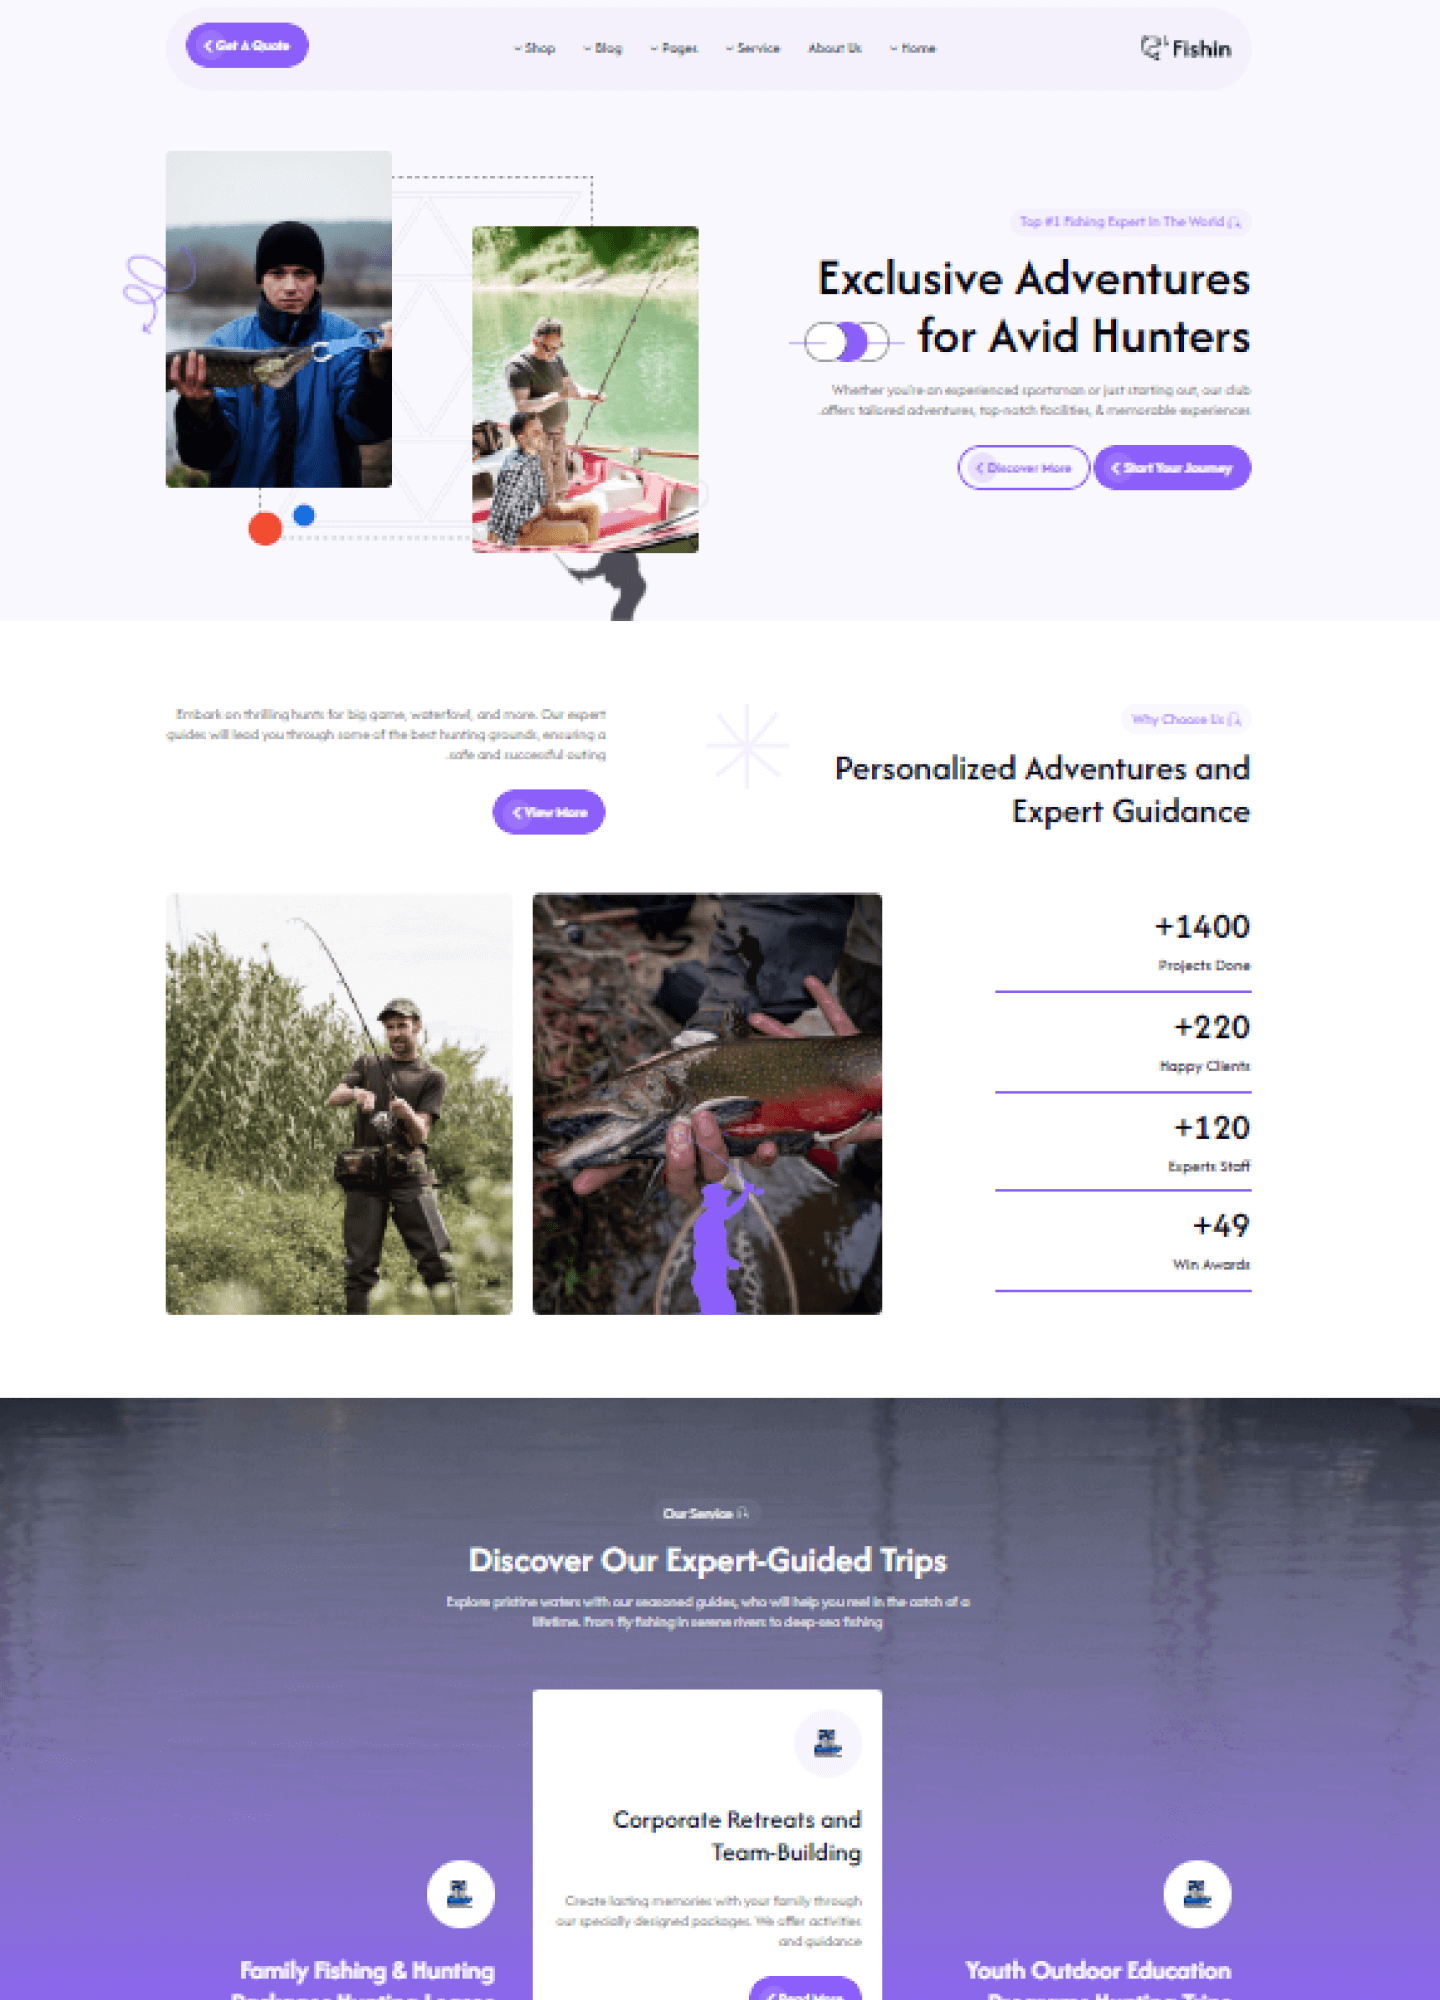 Fishin
Home
About Us
Service
Pages
Blog
Shop
Get A Quote
Top #1 Fishing Expert In The World
Exclusive Adventures
for Avid Hunters
Whether you're an experienced sportsman or just starting out, our club
.offers tailored adventures, top-notch facilities, & memorable experiences
Start Your Journey
Discover More
Why Choose Us
Personalized Adventures and
Expert Guidance
Embark on thrilling hunts for big game, waterfowl, and more. Our expert
guides will lead you through some of the best hunting grounds, ensuring a
.safe and successful outing
View More
+1400
Projects Done
+220
Happy Clients
+120
Experts Staff
+49
Win Awards
Our Service
Discover Our Expert-Guided Trips
Explore pristine waters with our seasoned guides, who will help you reel in the catch of a
lifetime. From fly fishing in serene rivers to deep-sea fishing
Youth Outdoor Education
Programs Hunting Trips
Corporate Retreats and
Team-Building
Create lasting memories with your family through
our specially designed packages. We offer activities
and guidance
Read More
Family Fishing & Hunting
Packages Hunting Leases